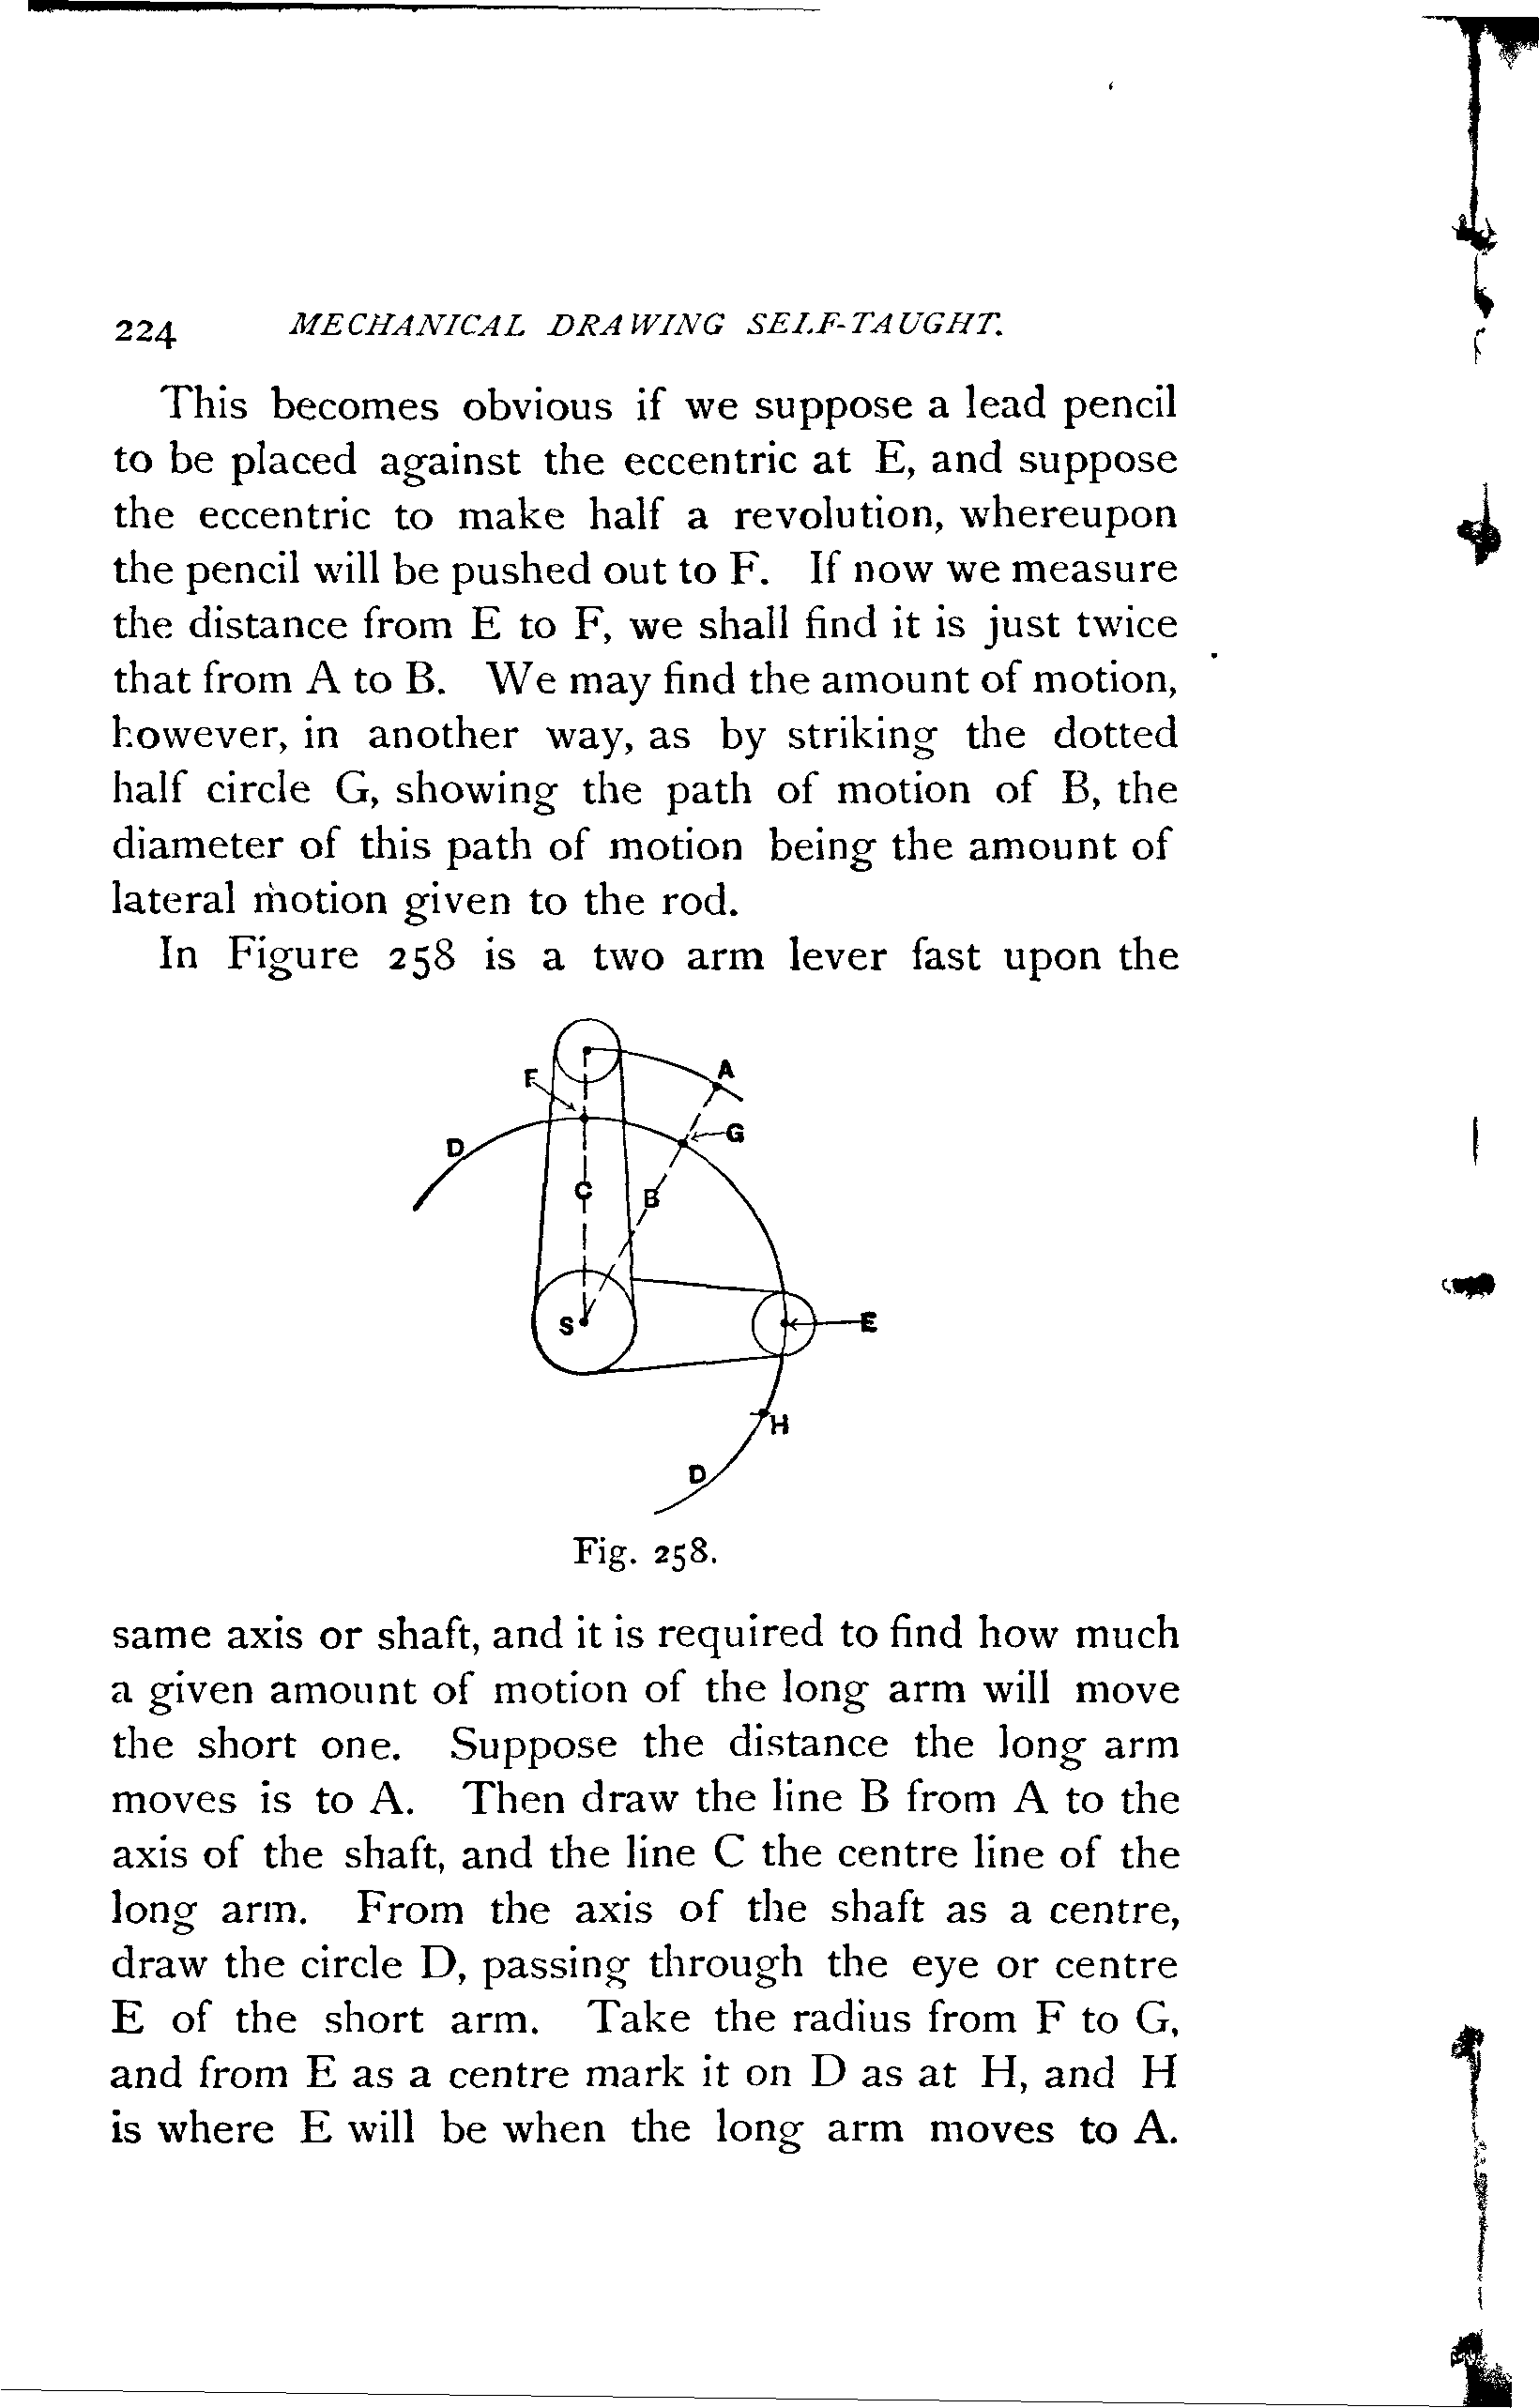 224 MECHANICAL DRAWING SELF-TAUGHT.
This becomes obvious if we suppose a lead pencil
to be placed against the eccentric at E, and suppose
the eccentric to make half a revolution, whereupon
the pencil will be pushed out to F. If now we measure
the distance from E to F, we shall find it is just twice
that from A to B. We may find the amount of motion,
however, in another way, as by striking the dotted
half circle G, showing the path of motion of B, the
diameter of this path of motion being the amount of
lateral motion given to the rod.
In Figure 258 is a two arm lever fast upon the
A
F
G
D
C
B
S
E
H
D
Fig. 258.
same axis or shaft, and it is required to find how much
a given amount of motion of the long arm will move
the short one. Suppose the distance the long arm
moves is to A. Then draw the line B from A to the
axis of the shaft, and the line C the centre line of the
long arm. From the axis of the shaft as a centre,
draw the circle D, passing through the eye or centre
E of the short arm. Take the radius from F to G,
and from E as a centre mark it on D as at H, and H
is where E will be when the long arm moves to A.